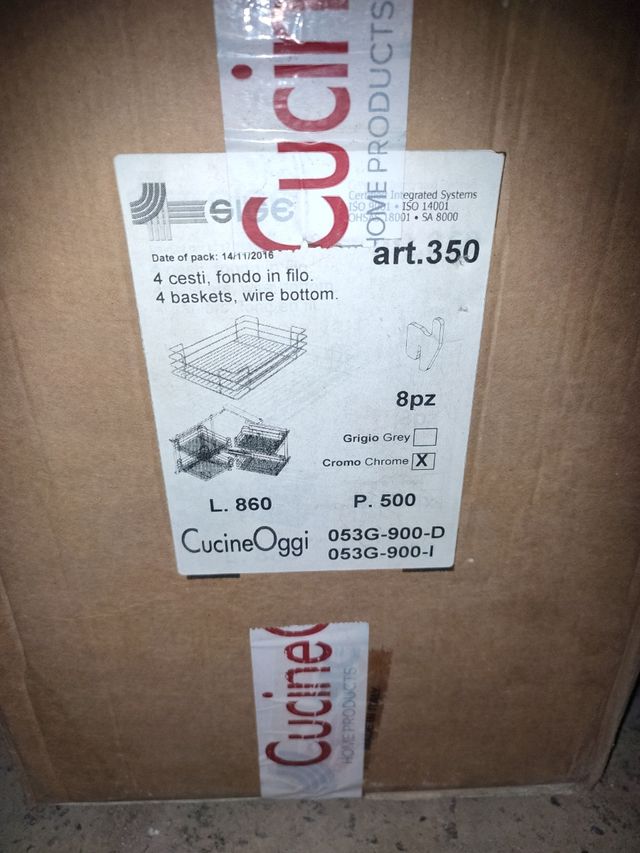 Cucin
HOME PRODUCTS
SIGE
Integrated Systems
ISO 14001
18001 • SA 8000
Date of pack: 14/11/2016
art.350
4 cesti, fondo in filo.
4 baskets, wire bottom.
8pz
Grigio Grey
Cromo Chrome X
L. 860
P. 500
CucineOggi
053G-900-D
053G-900-I
Cucine
HOME PRODUCTS